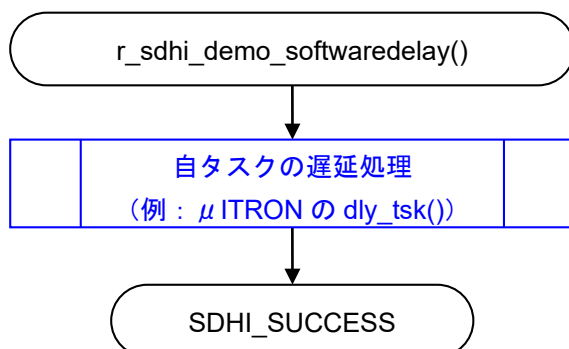 r_sdhi_demo_softwaredelay()
自タスクの遅延処理
（例：μITRON の dly_tsk()）
SDHI_SUCCESS